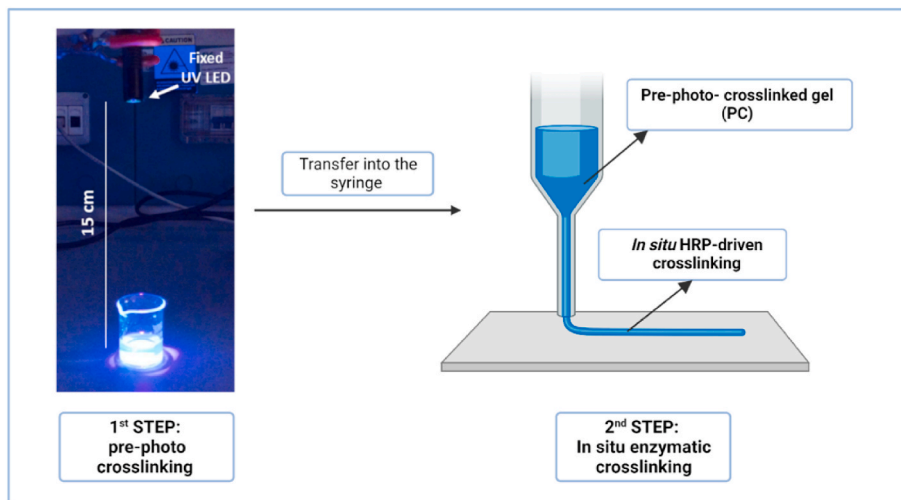 CAUTION
Fixed
UV LED
15 cm
Transfer into the
syringe
Pre-photo- crosslinked gel
(PC)
In situ HRP-driven
crosslinking
1st STEP:
pre-photo
crosslinking
2nd STEP:
In situ enzymatic
crosslinking